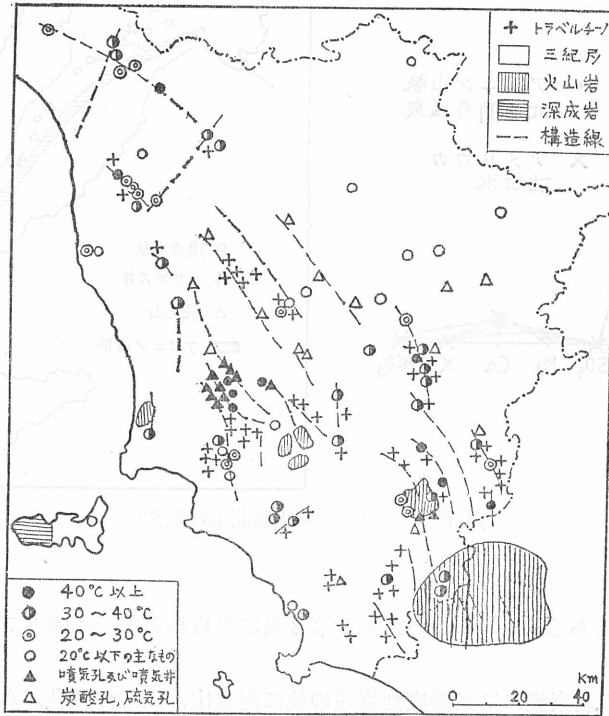 トラベルチーノ
三紀層
火山岩
深成岩
構造線
40℃以上
30～40℃
20～30℃
20℃以下の主なもの
噴気孔及び噴気井
炭酸孔,硫気孔
Km
0 20 40